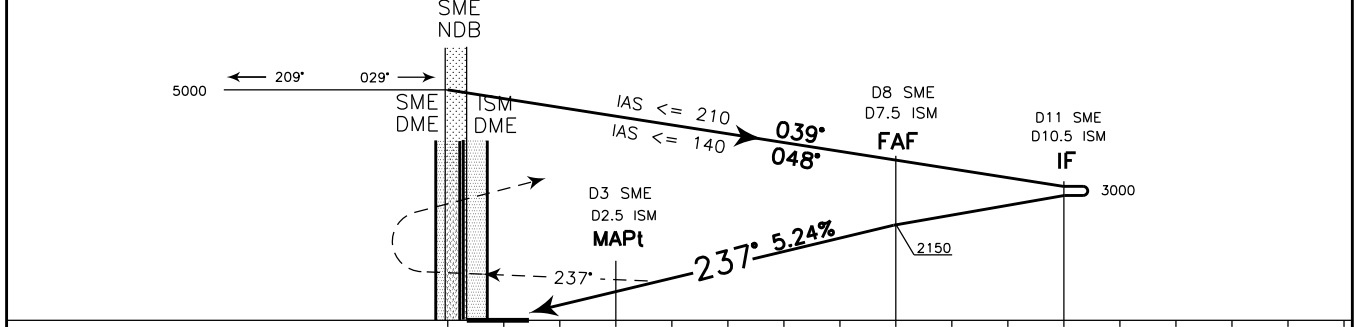 SME
NDB
209° 029°
5000
SME
DME
ISM
DME
IAS <= 210
IAS <= 140
039°
048°
D8 SME
D7.5 ISM
FAF
D11 SME
D10.5 ISM
IF
3000
D3 SME
D2.5 ISM
MAPt
237° 5.24%
2150
237°